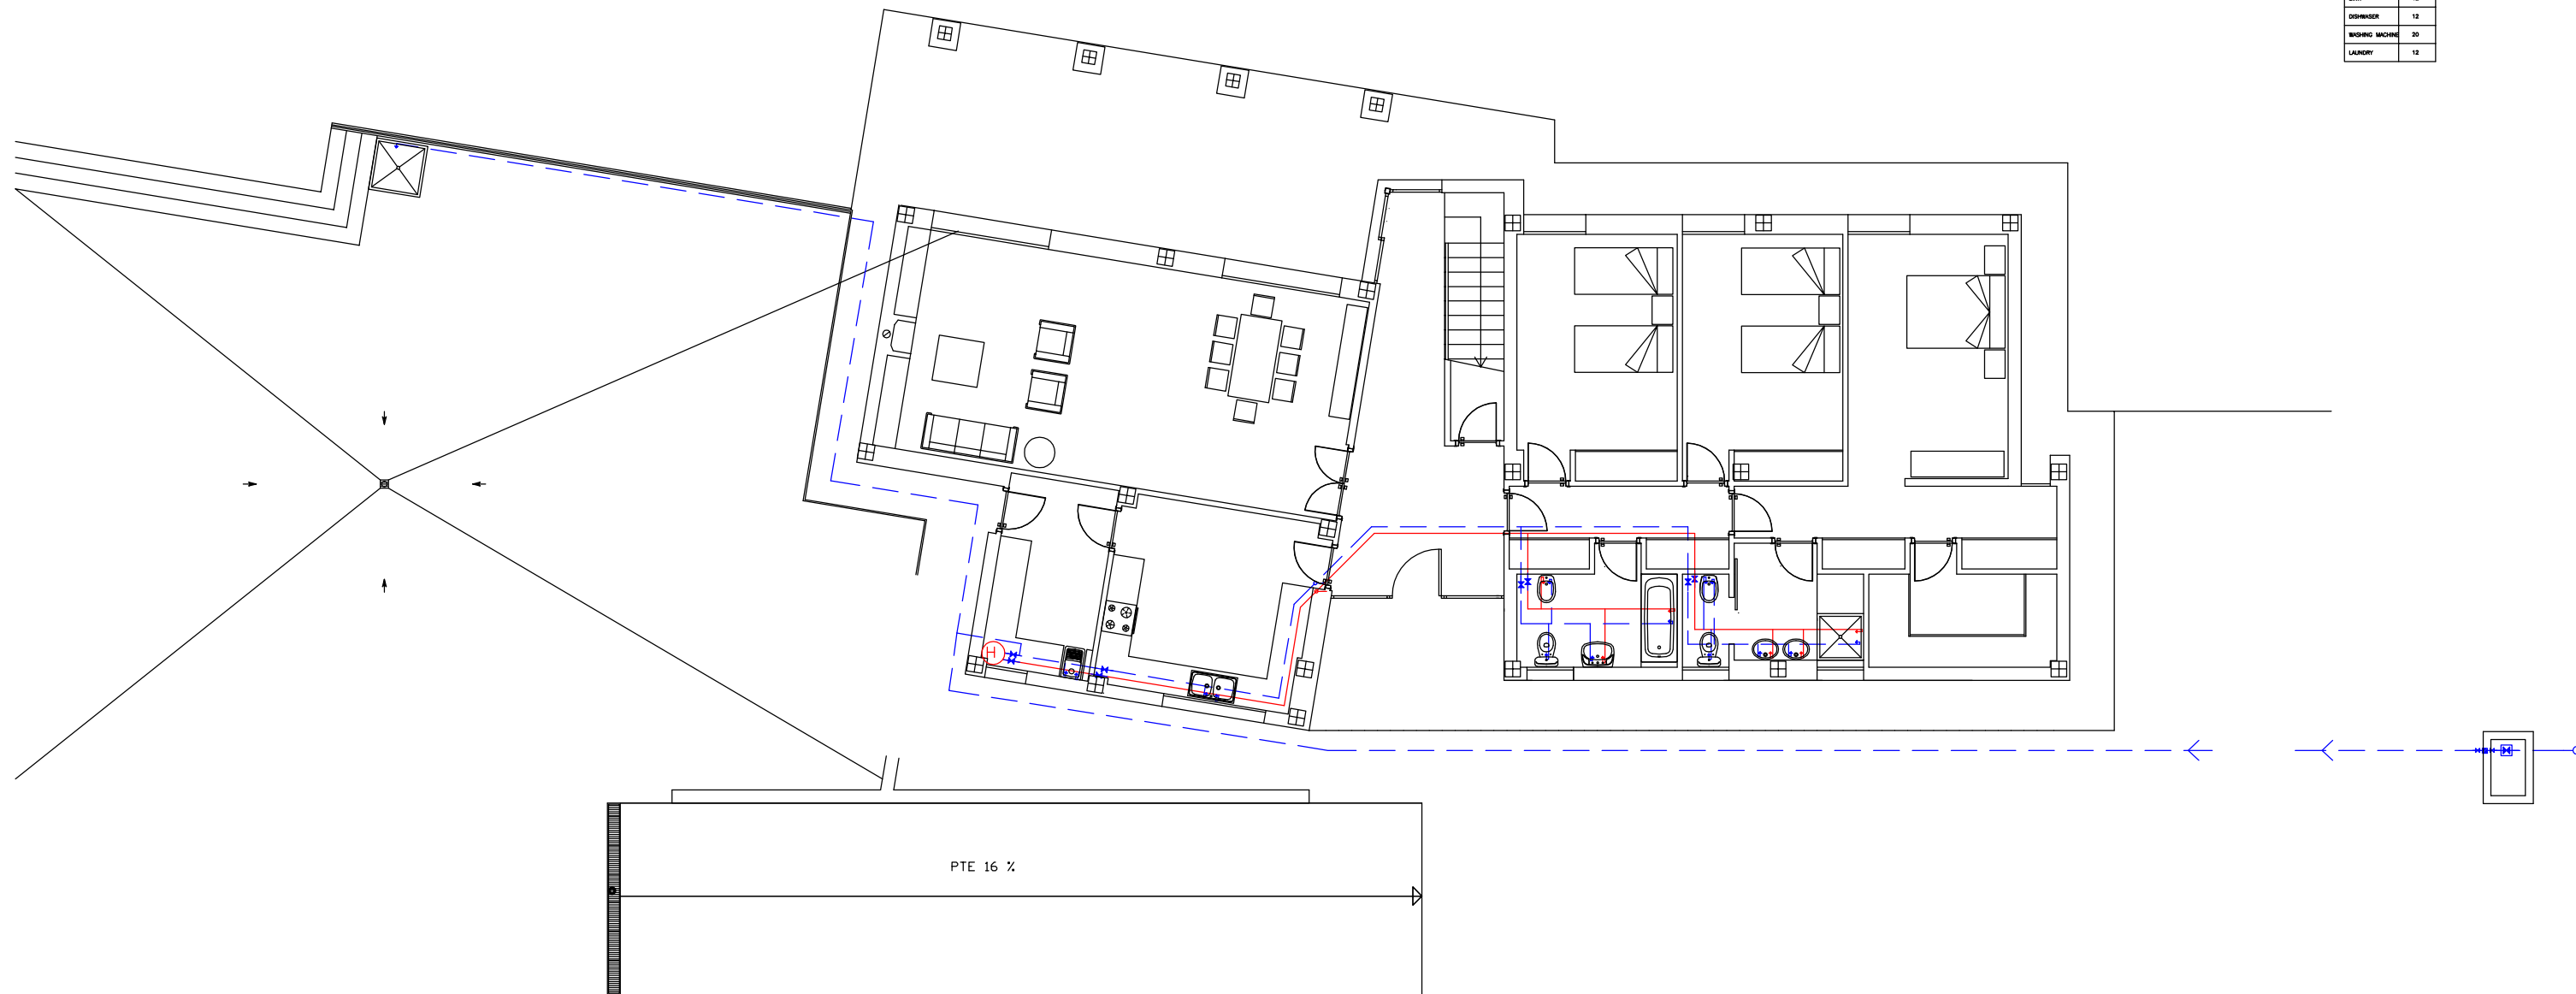 DISHWASER 12
WASHING MACHINE 20
LAUNDRY 12
H
PTE 16 %